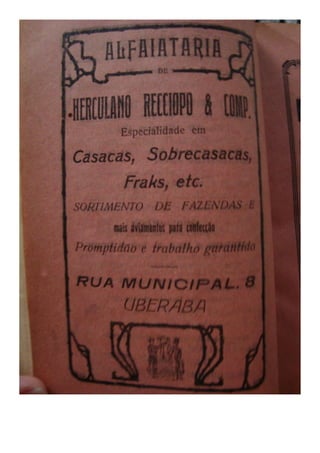 ALFAIATARIA
DE
HERCULANO RECCIOPO & COMP.
Especialidade em
Casacas, Sobrecasacas,
Fraks, etc.
SORTIMENTO DE FAZENDAS E
mais aviamentos para confecção
Promptidão e trabalho garantido
RUA MUNICIPAL, 8
UBERABA